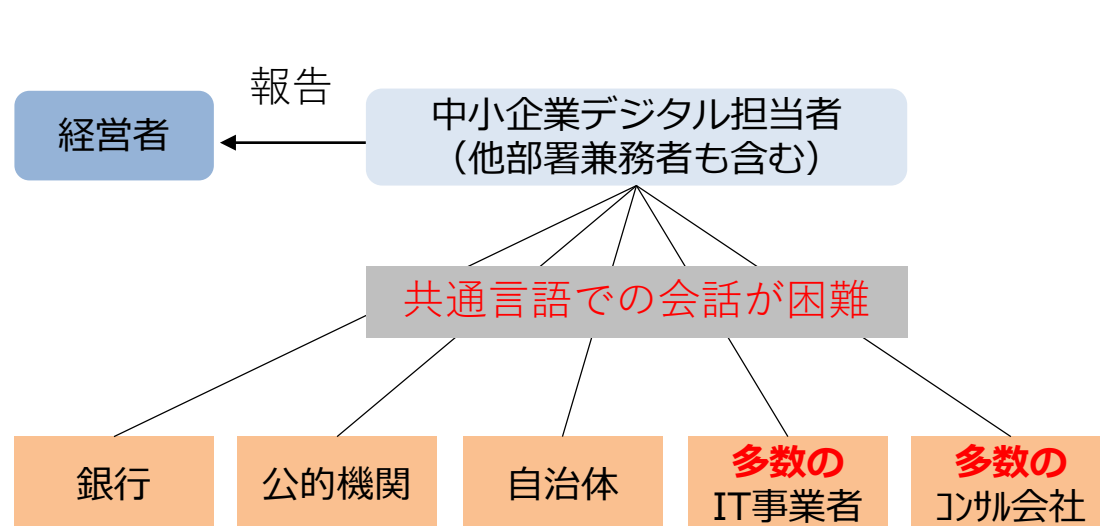 報告
経営者
中小企業デジタル担当者
（他部署兼務者も含む）
共通言語での会話が困難
銀行
公的機関
自治体
多数の
IT事業者
多数の
ｺﾝｻﾙ会社